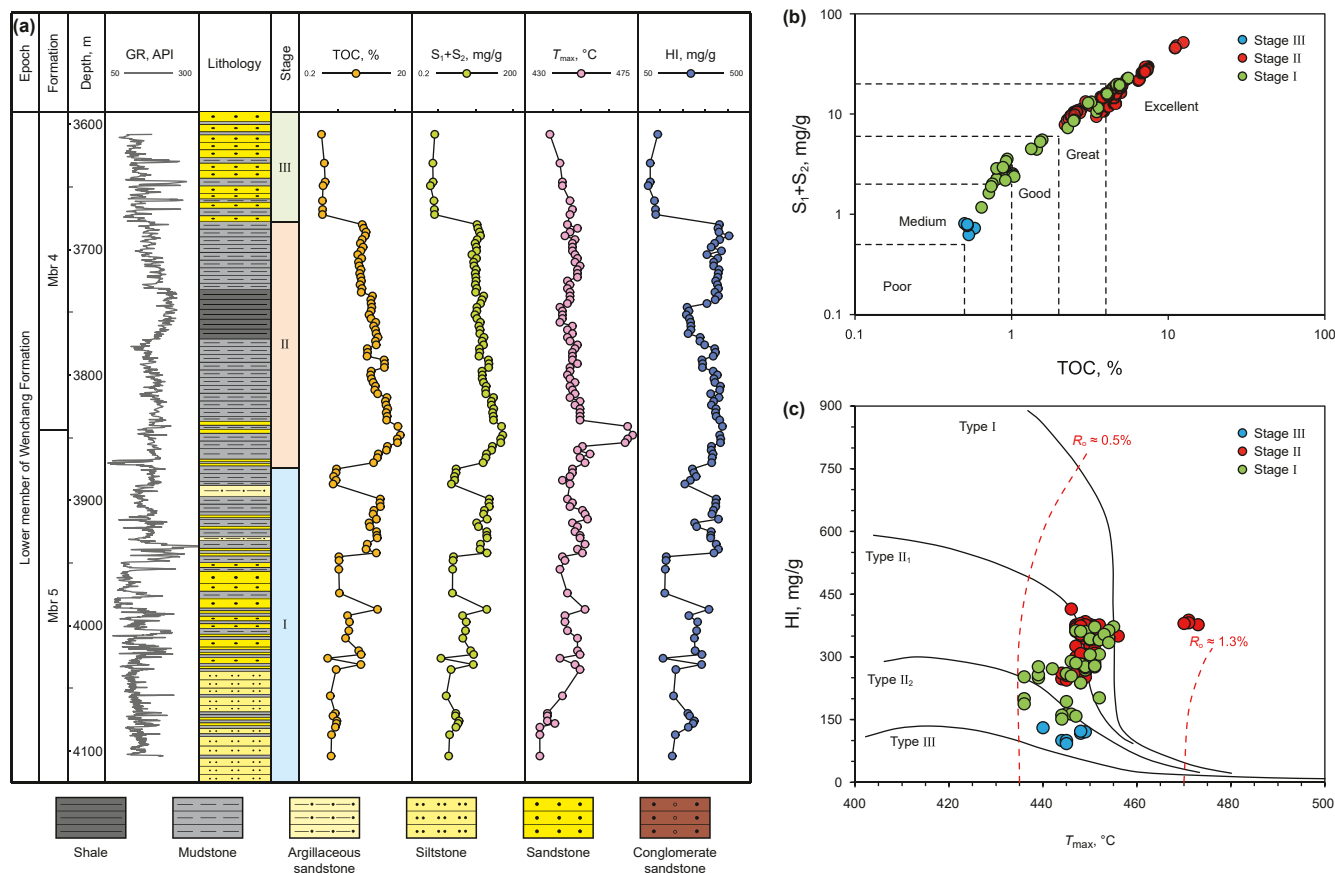 (a)
Epoch
Formation
Depth, m
GR, API
50 300
Lithology
Stage
TOC, %
0.2 20
S₁+S₂, mg/g
0.2 200
Tmax, °C
430 475
HI, mg/g
50 500
Lower member of Wenchang Formation
Mbr 4
Mbr 5
3600
3700
3800
3900
4000
4100
III
II
I
Shale
Mudstone
Argillaceous
sandstone
Siltstone
Sandstone
Conglomerate
sandstone
(b)
S₁+S₂, mg/g
100
10
1
0.1
0.1 1 10 100
TOC, %
Stage III
Stage II
Stage I
Excellent
Great
Good
Medium
Poor
(c)
HI, mg/g
900
750
600
450
300
150
0
400 420 440 460 480 500
Tmax, °C
Type I
Type II₁
Type II₂
Type III
Rₒ ≈ 0.5%
Rₒ ≈ 1.3%
Stage III
Stage II
Stage I